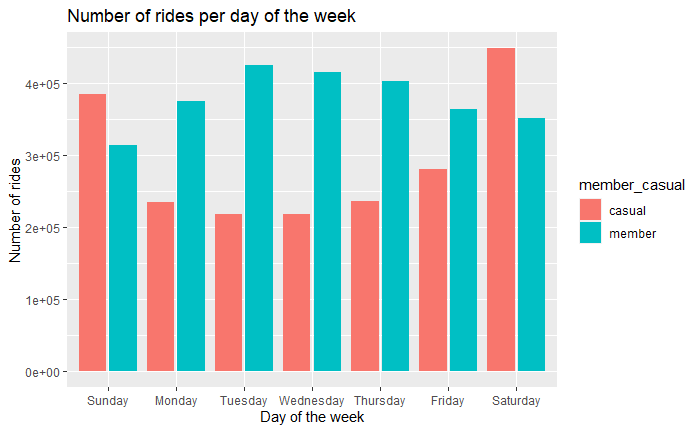 Number of rides per day of the week
Number of rides
4e+05
3e+05
2e+05
1e+05
0e+00
Sunday Monday Tuesday Wednesday Thursday Friday Saturday
Day of the week
member_casual
casual
member